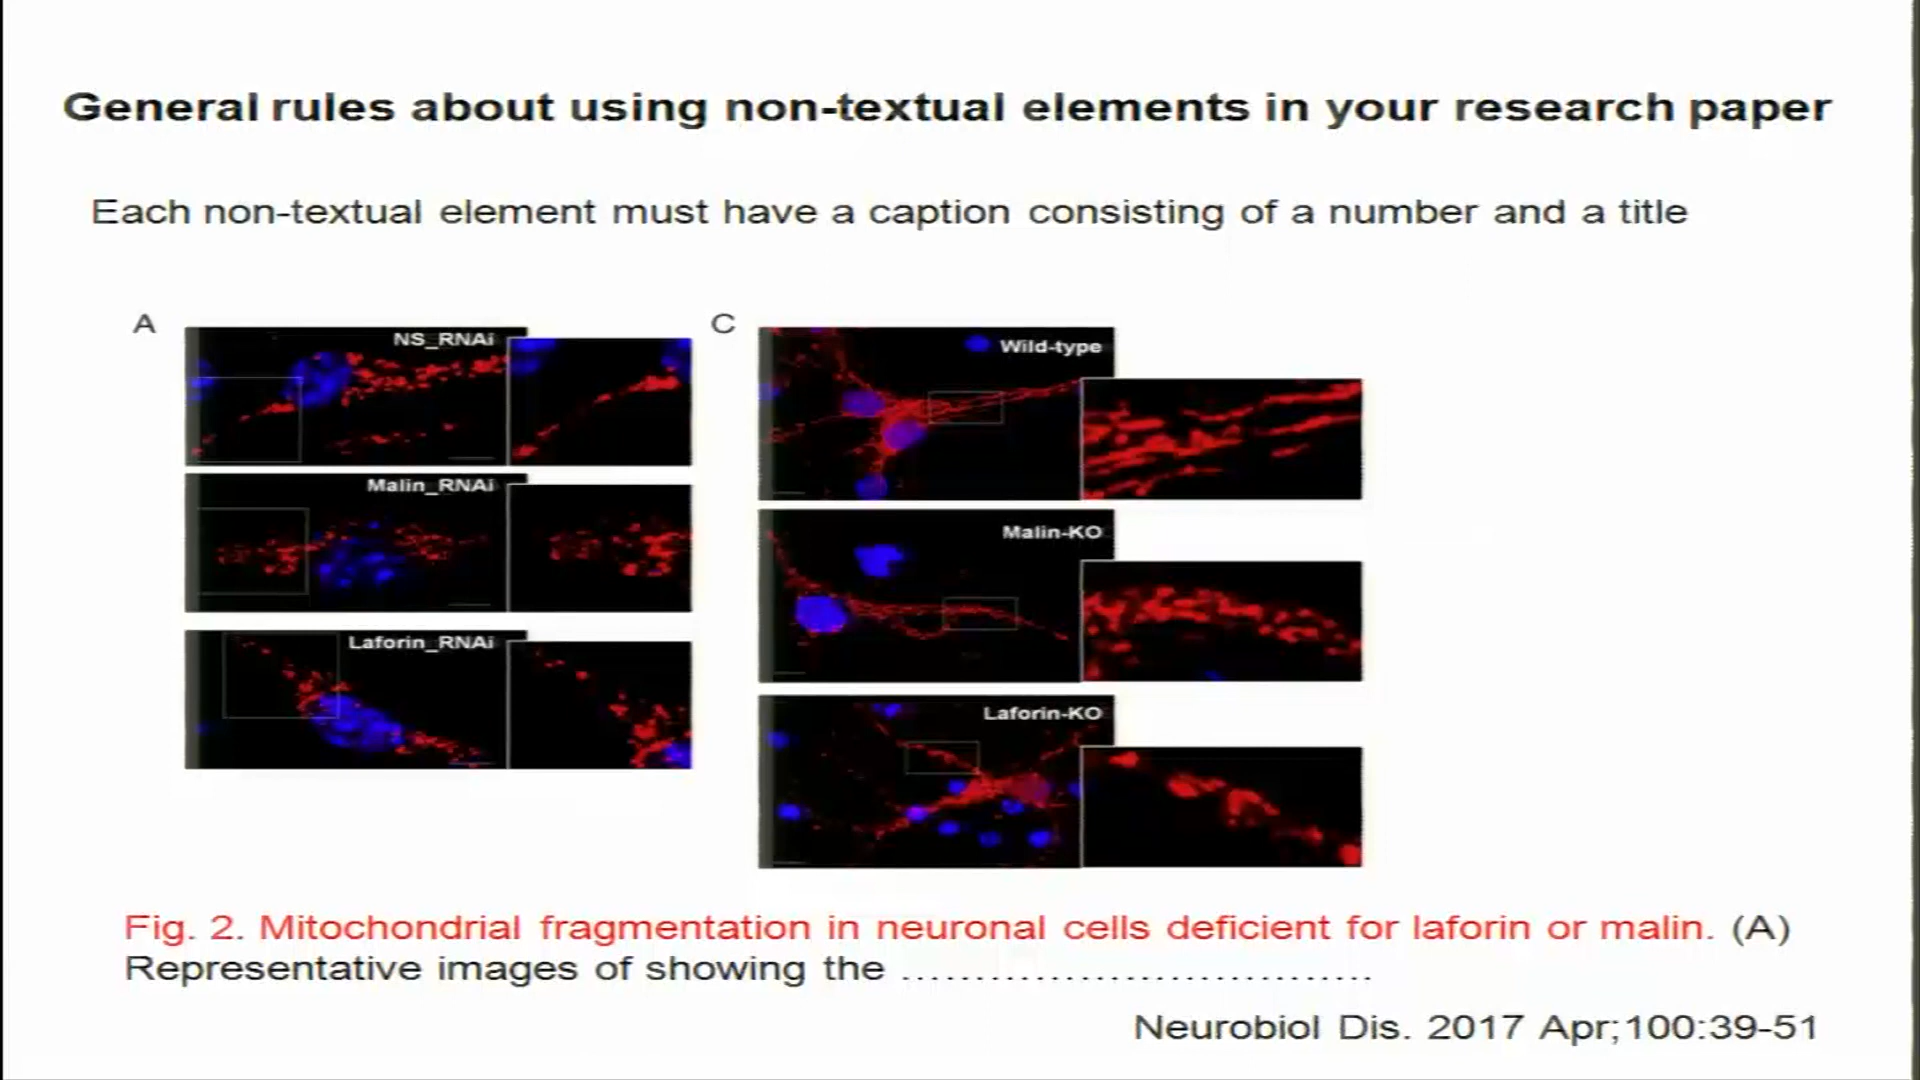 General rules about using non-textual elements in your research paper
Each non-textual element must have a caption consisting of a number and a title
A
NS_RNAi
Malin_RNAi
Laforin_RNAi
C
Wild-type
Malin-KO
Laforin-KO
Fig. 2. Mitochondrial fragmentation in neuronal cells deficient for laforin or malin. (A)
Representative images of showing the ……………………………
Neurobiol Dis. 2017 Apr;100:39-51